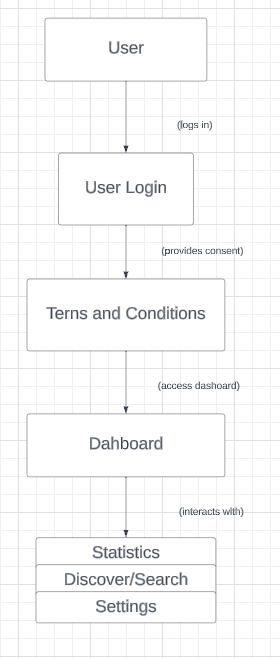 User
(logs in)
User Login
(provides consent)
Terns and Conditions
(access dashoard)
Dahboard
(interacts with)
Statistics
Discover/Search
Settings